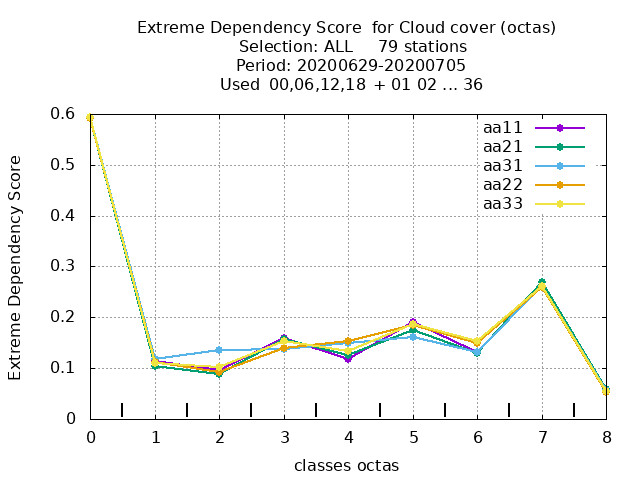 Extreme Dependency Score for Cloud cover (octas)
Selection: ALL 79 stations
Period: 20200629-20200705
Used 00,06,12,18 + 01 02 ... 36
Extreme Dependency Score
0.6
0.5
0.4
0.3
0.2
0.1
0
aa11
aa21
aa31
aa22
aa33
0 1 2 3 4 5 6 7 8
classes octas